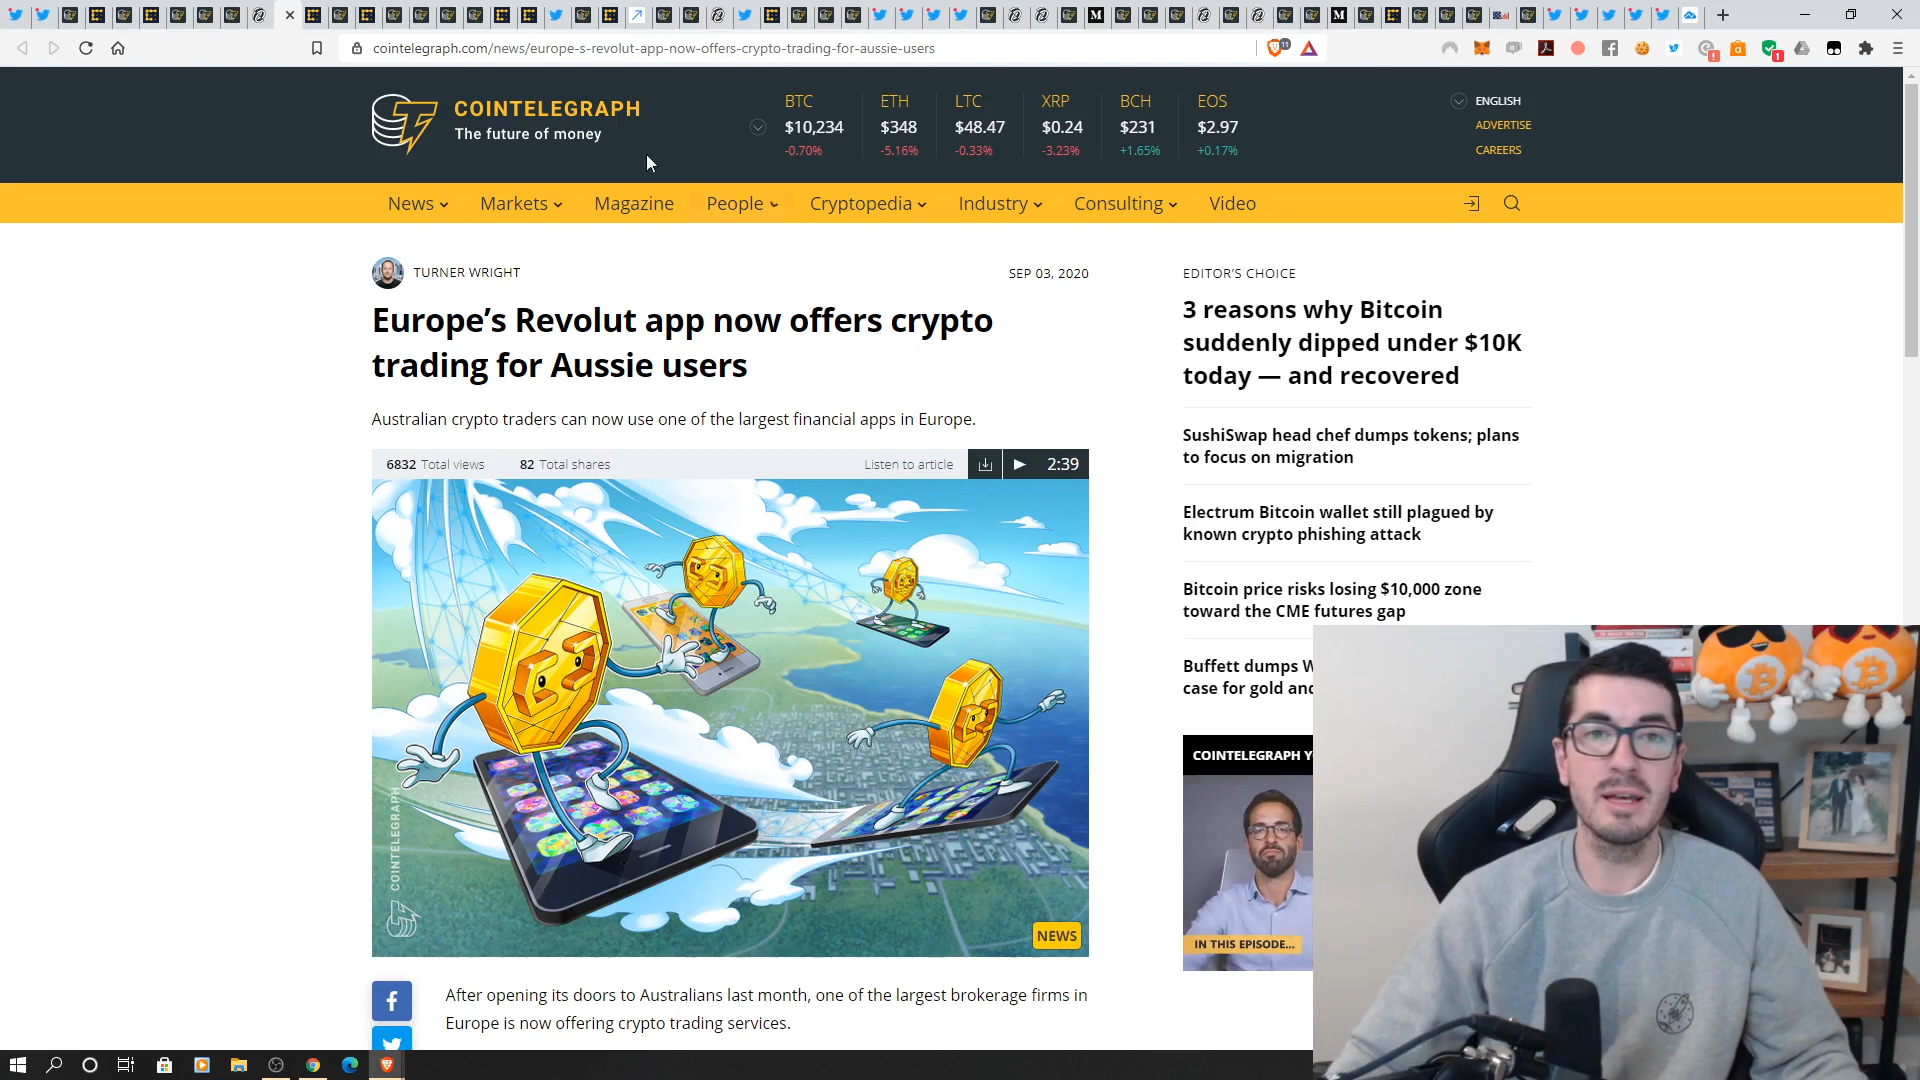 cointelegraph.com/news/europe-s-revolut-app-now-offers-crypto-trading-for-aussie-users
COINTELEGRAPH
The future of money
BTC ETH LTC XRP BCH EOS
$10,234 $348 $48.47 $0.24 $231 $2.97
-0.70% -5.16% -0.33% -3.23% +1.65% +0.17%
ENGLISH
ADVERTISE
CAREERS
News Markets Magazine People Cryptopedia Industry Consulting Video
TURNER WRIGHT
SEP 03, 2020
Europe's Revolut app now offers crypto
trading for Aussie users
Australian crypto traders can now use one of the largest financial apps in Europe.
6832 Total views 82 Total shares Listen to article 2:39
COINTELEGRAPH
NEWS
After opening its doors to Australians last month, one of the largest brokerage firms in
Europe is now offering crypto trading services.
EDITOR'S CHOICE
3 reasons why Bitcoin
suddenly dipped under $10K
today — and recovered
SushiSwap head chef dumps tokens; plans
to focus on migration
Electrum Bitcoin wallet still plagued by
known crypto phishing attack
Bitcoin price risks losing $10,000 zone
toward the CME futures gap
Buffett dumps W
case for gold and
COINTELEGRAPH Y
IN THIS EPISODE...